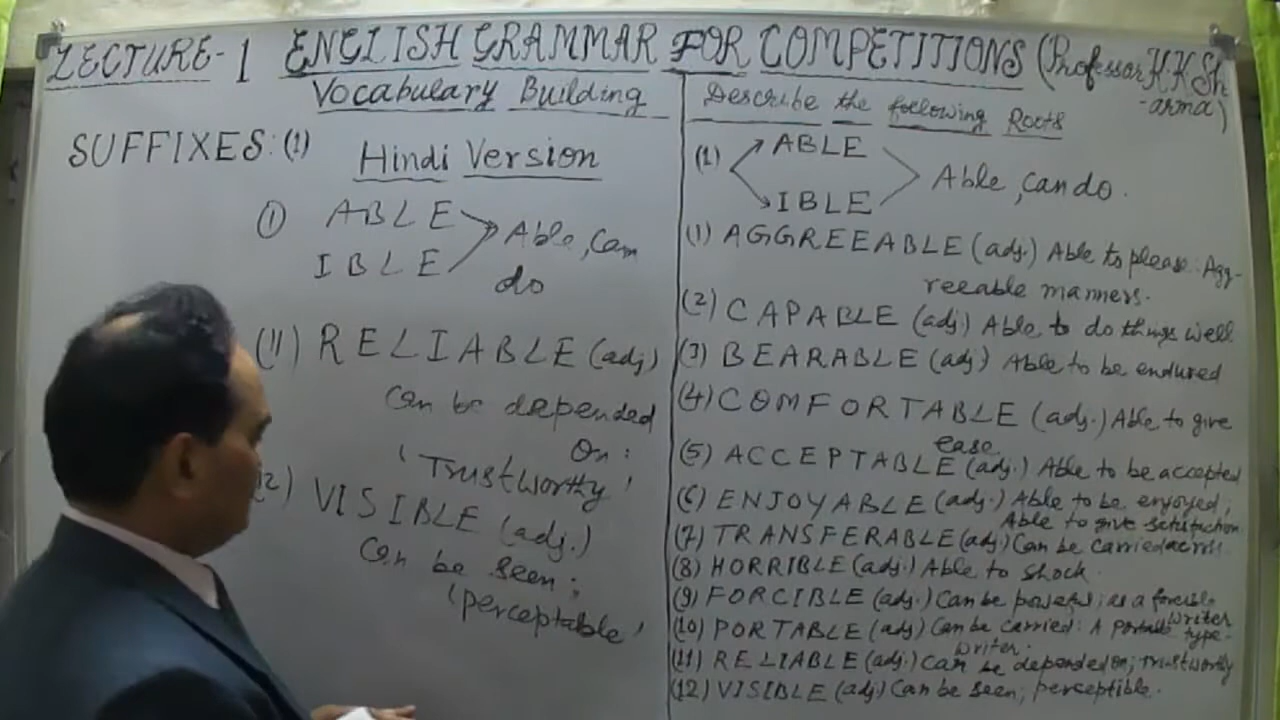 LECTURE-1 ENGLISH GRAMMAR FOR COMPETITIONS (Professor KK Sh
-arma)
Vocabulary Building
SUFFIXES: (1) Hindi Version
① ABLE
IBLE
Able, Can
do
(1) RELIABLE (adj)
Can be depended
on:
'Trustworthy'
(2) VISIBLE (adj.)
Can be seen;
'perceptable'
Describe the following Roots
(1) ABLE
IBLE
Able, can do.
(1) AGGREEABLE (adj.) Able to please: Agg-
reeable manners.
(2) CAPABLE (adj.) Able to do things well
(3) BEARABLE (adj) Able to be endured
(4) COMFORTABLE (adj.) Able to give
ease
(5) ACCEPTABLE (adj.) Able to be accepted
(6) ENJOYABLE (adj.) Able to be enjoyed;
Able to give satisfaction
(7) TRANSFERABLE (adj.) Can be carried across
(8) HORRIBLE (adj.) Able to shock.
(9) FORCIBLE (adj.) Can be powerful; as a forcible
writer
(10) PORTABLE (adj) Can be carried: A portable type-
writer.
(11) RELIABLE (adj.) Can be depended on; trustworthy
(12) VISIBLE (adj.) Can be seen; perceptible.